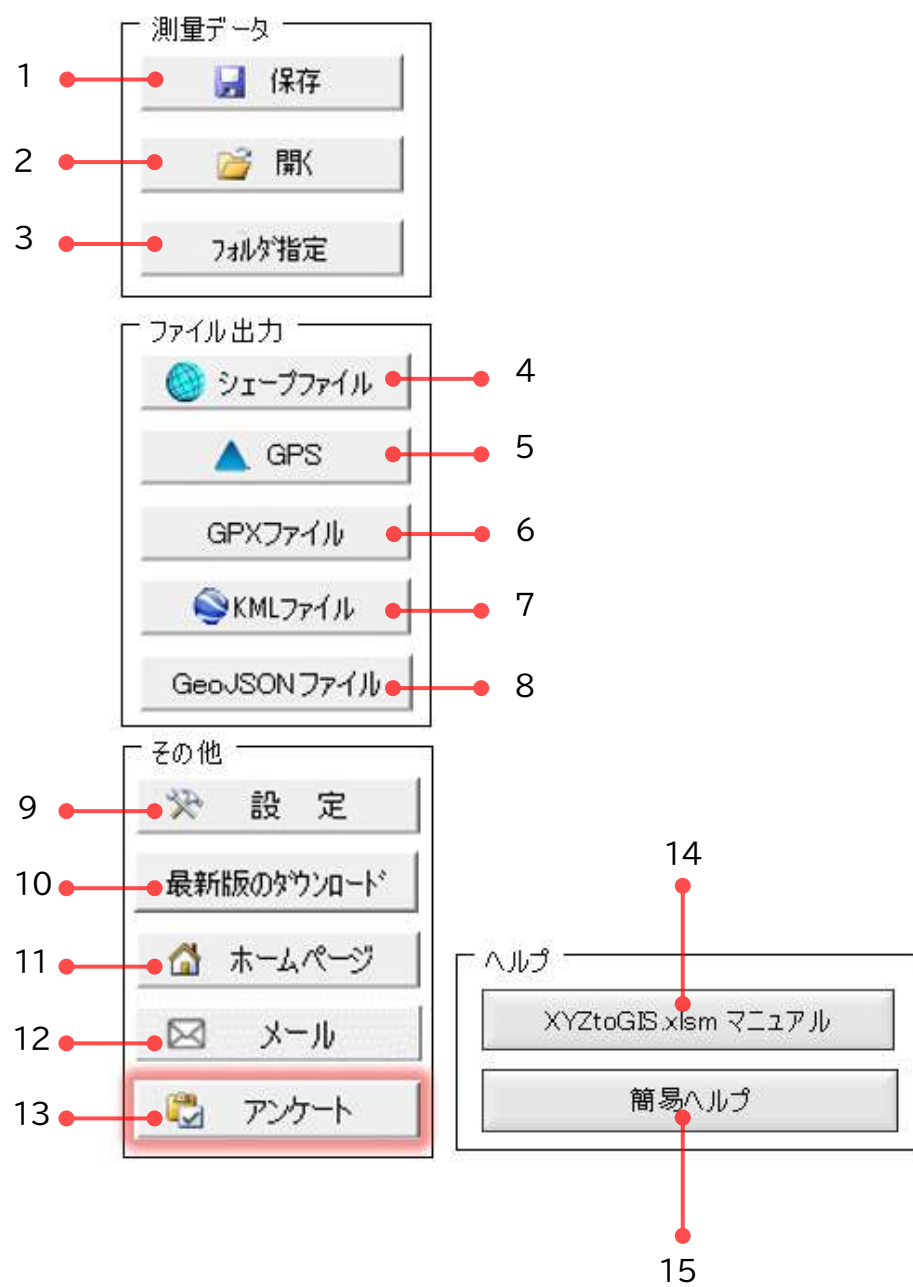 測量データ
1
保存
2
開く
3
フォルダ指定
ファイル出力
シェープファイル
4
GPS
5
GPXファイル
6
KMLファイル
7
GeoJSONファイル
8
その他
9
設 定
10
最新版のダウンロード
11
ホームページ
12
メール
13
アンケート
14
ヘルプ
XYZtoGIS.xlsm マニュアル
簡易ヘルプ
15